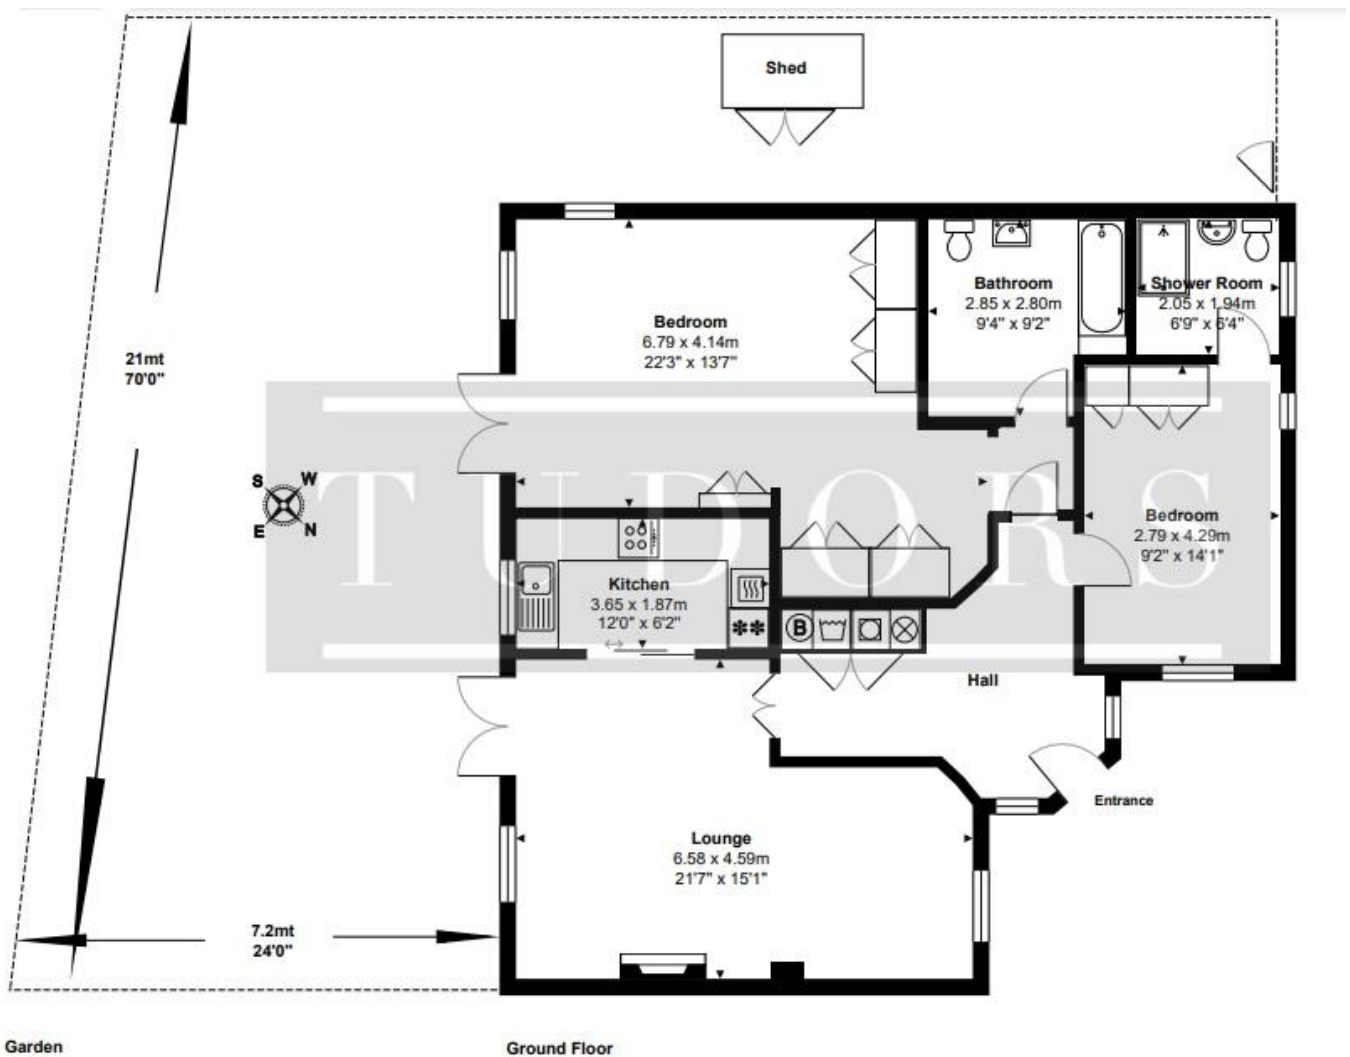 Shed
Bathroom
2.85 x 2.80m
9'4" x 9'2"
Shower Room
2.05 x 1.94m
6'9" x 6'4"
Bedroom
6.79 x 4.14m
22'3" x 13'7"
21mt
70'0"
S W
E N
TUDORS
Bedroom
2.79 x 4.29m
9'2" x 14'1"
Kitchen
3.65 x 1.87m
12'0" x 6'2"
B
Hall
Entrance
Lounge
6.58 x 4.59m
21'7" x 15'1"
7.2mt
24'0"
Garden
Ground Floor